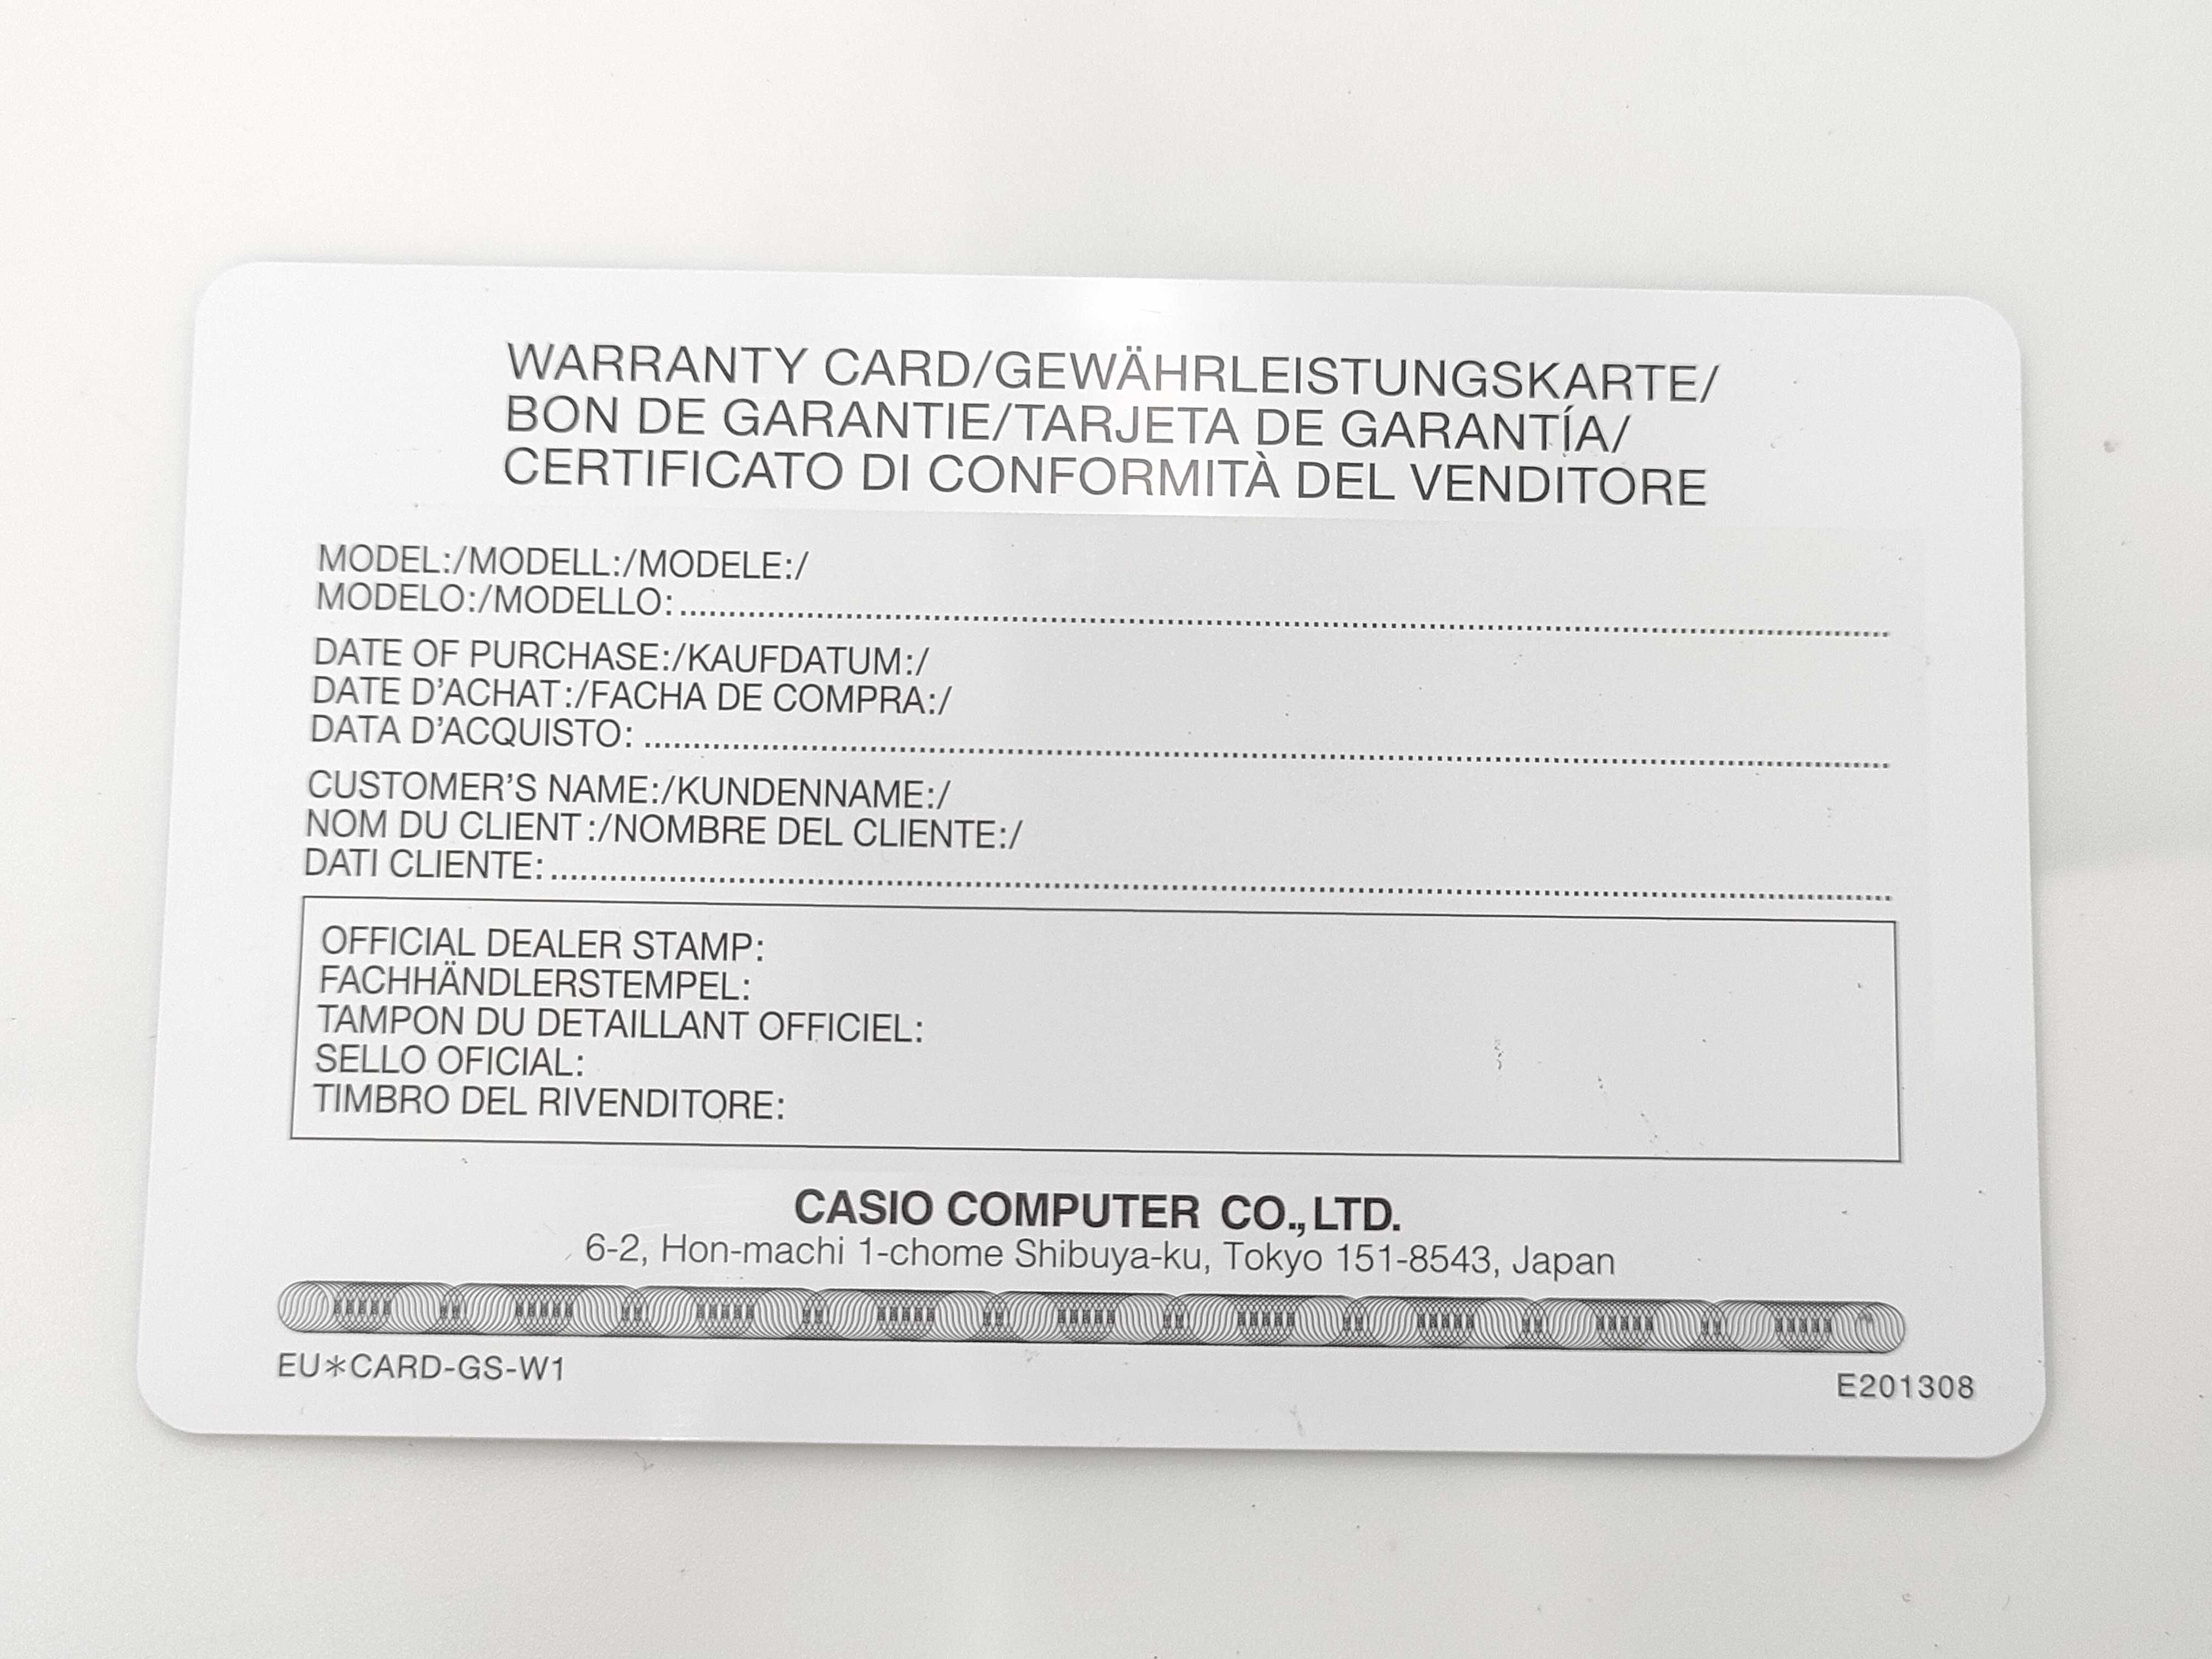 WARRANTY CARD/GEWÄHRLEISTUNGSKARTE/
BON DE GARANTIE/TARJETA DE GARANTÍA/
CERTIFICATO DI CONFORMITÀ DEL VENDITORE
MODEL:/MODELL:/MODELE:/
MODELO:/MODELLO:
DATE OF PURCHASE:/KAUFDATUM:/
DATE D'ACHAT:/FACHA DE COMPRA:/
DATA D'ACQUISTO:
CUSTOMER'S NAME:/KUNDENNAME:/
NOM DU CLIENT:/NOMBRE DEL CLIENTE:/
DATI CLIENTE:
OFFICIAL DEALER STAMP:
FACHHÄNDLERSTEMPEL:
TAMPON DU DETAILLANT OFFICIEL:
SELLO OFICIAL:
TIMBRO DEL RIVENDITORE:
CASIO COMPUTER CO., LTD.
6-2, Hon-machi 1-chome Shibuya-ku, Tokyo 151-8543, Japan
EU*CARD-GS-W1
E201308